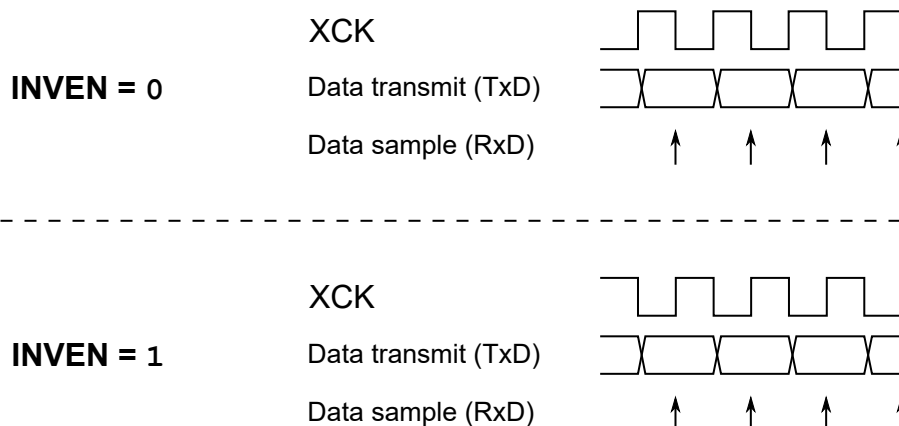 XCK
INVEN = 0
Data transmit (TxD)
Data sample (RxD)
XCK
INVEN = 1
Data transmit (TxD)
Data sample (RxD)